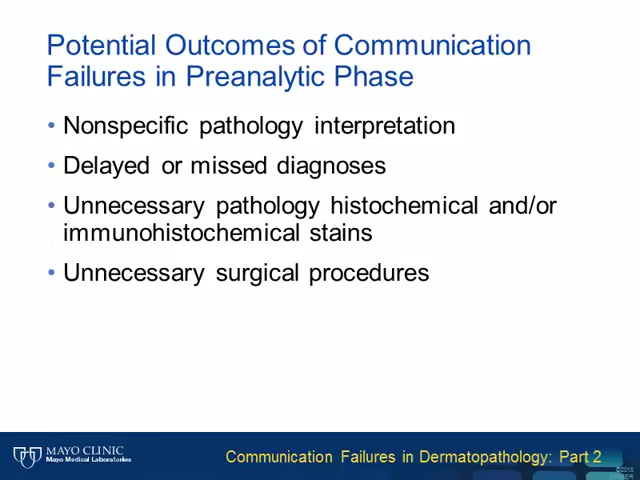 Potential Outcomes of Communication
Failures in Preanalytic Phase
• Nonspecific pathology interpretation
• Delayed or missed diagnoses
• Unnecessary pathology histochemical and/or
immunohistochemical stains
• Unnecessary surgical procedures
MAYO CLINIC
Mayo Medical Laboratories
Communication Failures in Dermatopathology: Part 2